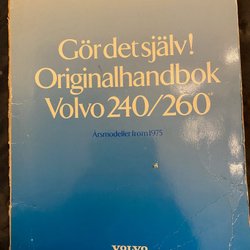 Gör det själv!
Originalhandbok
Volvo 240/260
Årsmodeller from 1975
VOLVO